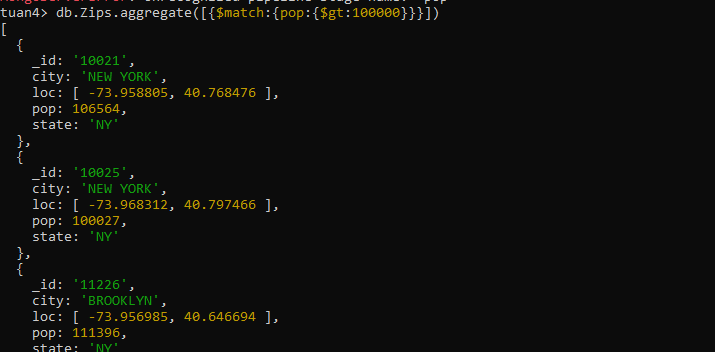 tuan4> db.Zips.aggregate([{$match:{pop:{$gt:100000}}}])
[
  {
    _id: '10021',
    city: 'NEW YORK',
    loc: [ -73.958805, 40.768476 ],
    pop: 106564,
    state: 'NY'
  },
  {
    _id: '10025',
    city: 'NEW YORK',
    loc: [ -73.968312, 40.797466 ],
    pop: 100027,
    state: 'NY'
  },
  {
    _id: '11226',
    city: 'BROOKLYN',
    loc: [ -73.956985, 40.646694 ],
    pop: 111396,
    state: 'NY'